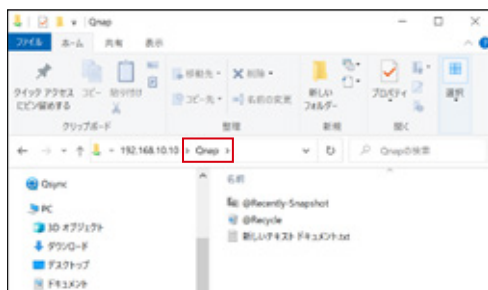 Qnap
ファイル ホーム 共有 表示
クイック アクセス
にピン留めする
コピー 貼り付け
移動先 削除
コピー先 名前の変更
新しい
フォルダー
プロパティ
選択
クリップボード 整理 新規 開く
192.168.10.10 > Qnap >
Qnapの検索
Qsync
PC
3D オブジェクト
ダウンロード
デスクトップ
ドキュメント
名前
@Recently-Snapshot
@Recycle
新しいテキスト ドキュメント.txt